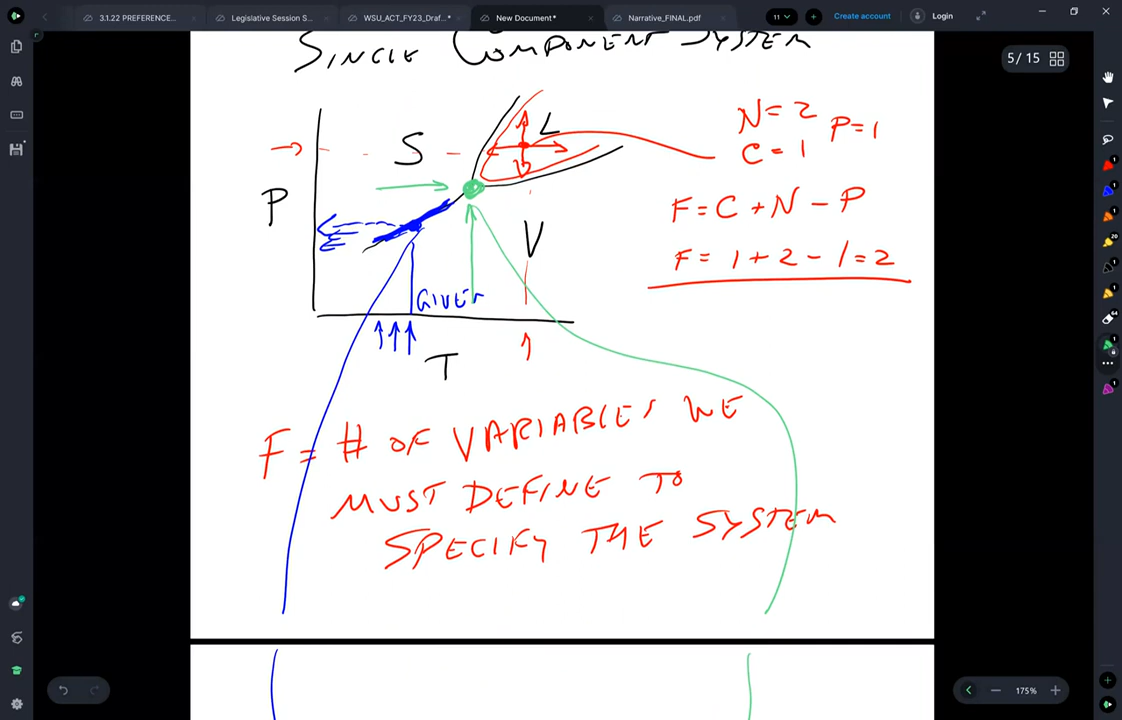 3.1.22 PREFERENCE...
Legislative Session S...
WSU_ACT_FY23_Draf...*
New Document*
Narrative_FINAL.pdf
11
Create account
Login
5/ 15
SINGLE COMPONENT SYSTEM
S
L
P
V
GIVEN
T
N = 2
P = 1
C = 1
F = C + N - P
F = 1 + 2 - 1 = 2
F = # OF VARIABLES WE
MUST DEFINE TO
SPECIFY THE SYSTEM
175%